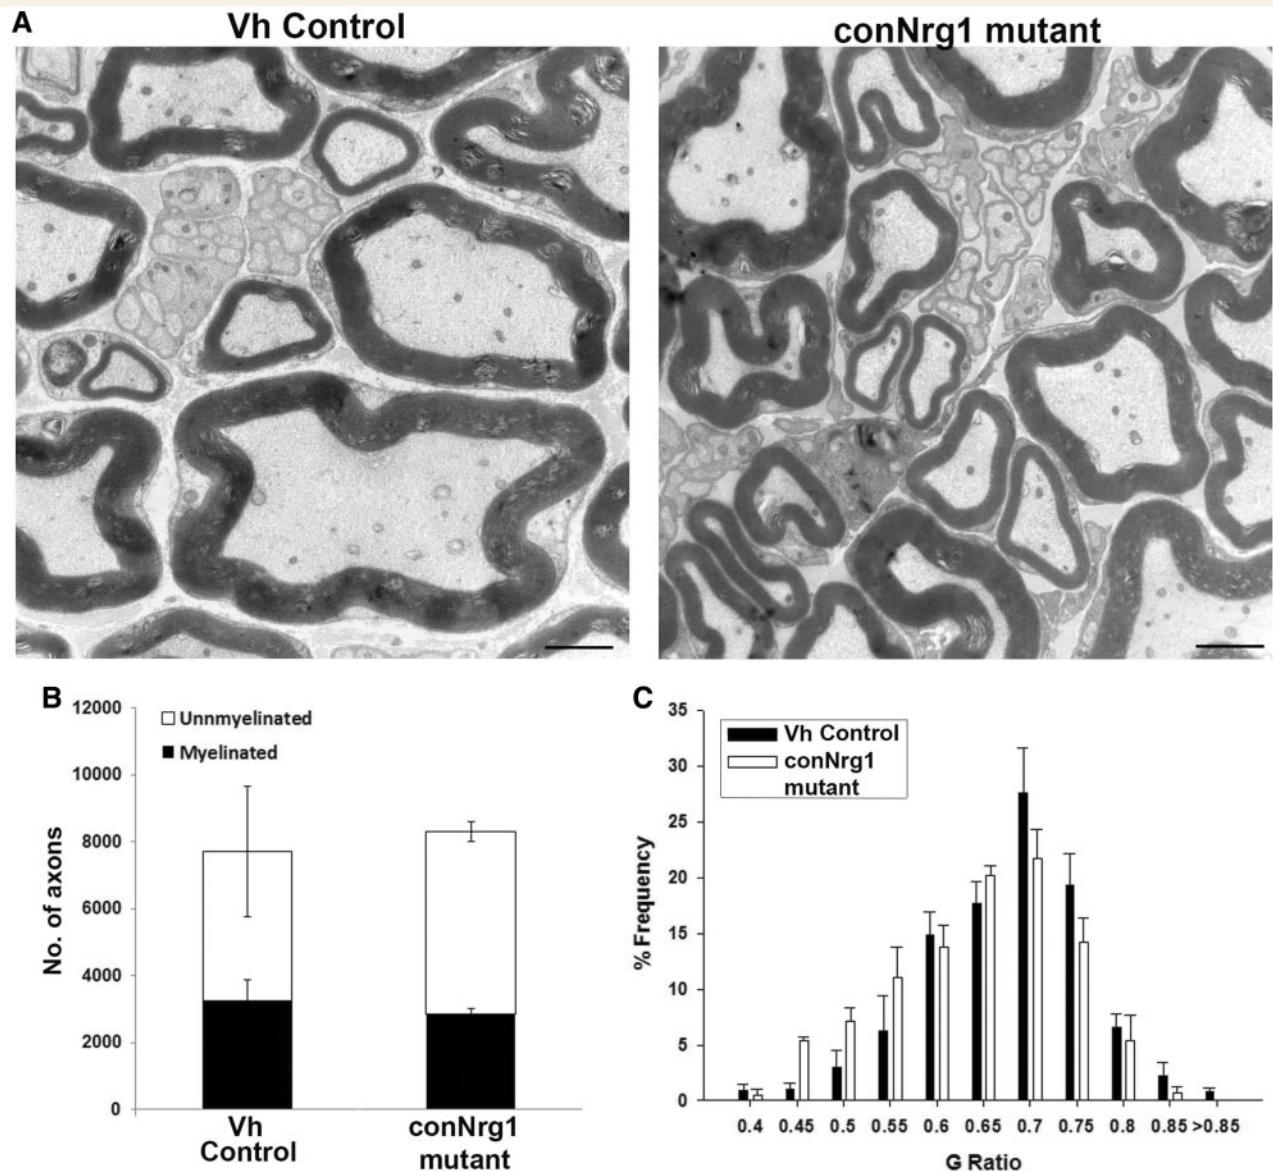 A
Vh Control
conNrg1 mutant
B
12000
10000
8000
6000
4000
2000
0
No. of axons
Unnmyelinated
Myelinated
Vh
Control
conNrg1
mutant
C
35
30
25
20
15
10
5
0
% Frequency
Vh Control
conNrg1
mutant
0.4 0.45 0.5 0.55 0.6 0.65 0.7 0.75 0.8 0.85 >0.85
G Ratio